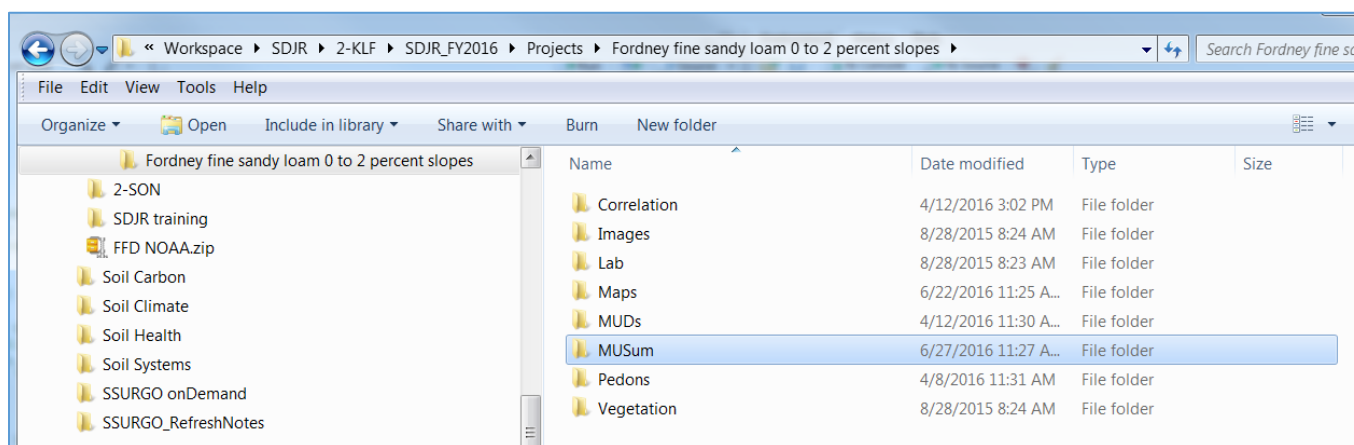 « Workspace ▸ SDJR ▸ 2-KLF ▸ SDJR_FY2016 ▸ Projects ▸ Fordney fine sandy loam 0 to 2 percent slopes ▸
Search Fordney fine
File Edit View Tools Help
Organize Open Include in library Share with Burn New folder
Fordney fine sandy loam 0 to 2 percent slopes
2-SON
SDJR training
FFD NOAA.zip
Soil Carbon
Soil Climate
Soil Health
Soil Systems
SSURGO onDemand
SSURGO_RefreshNotes
Name Date modified Type Size
Correlation 4/12/2016 3:02 PM File folder
Images 8/28/2015 8:24 AM File folder
Lab 8/28/2015 8:23 AM File folder
Maps 6/22/2016 11:25 A... File folder
MUDs 4/12/2016 11:30 A... File folder
MUSum 6/27/2016 11:27 A... File folder
Pedons 4/8/2016 11:31 AM File folder
Vegetation 8/28/2015 8:24 AM File folder